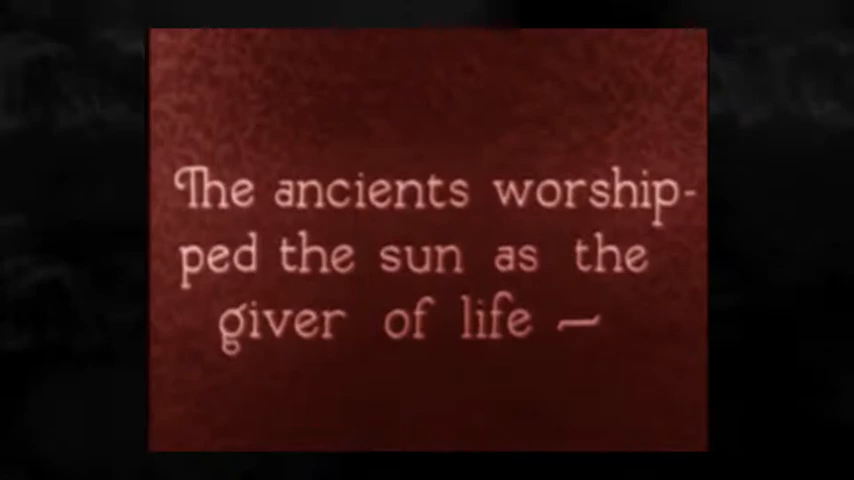 The ancients worship-
ped the sun as the
giver of life —